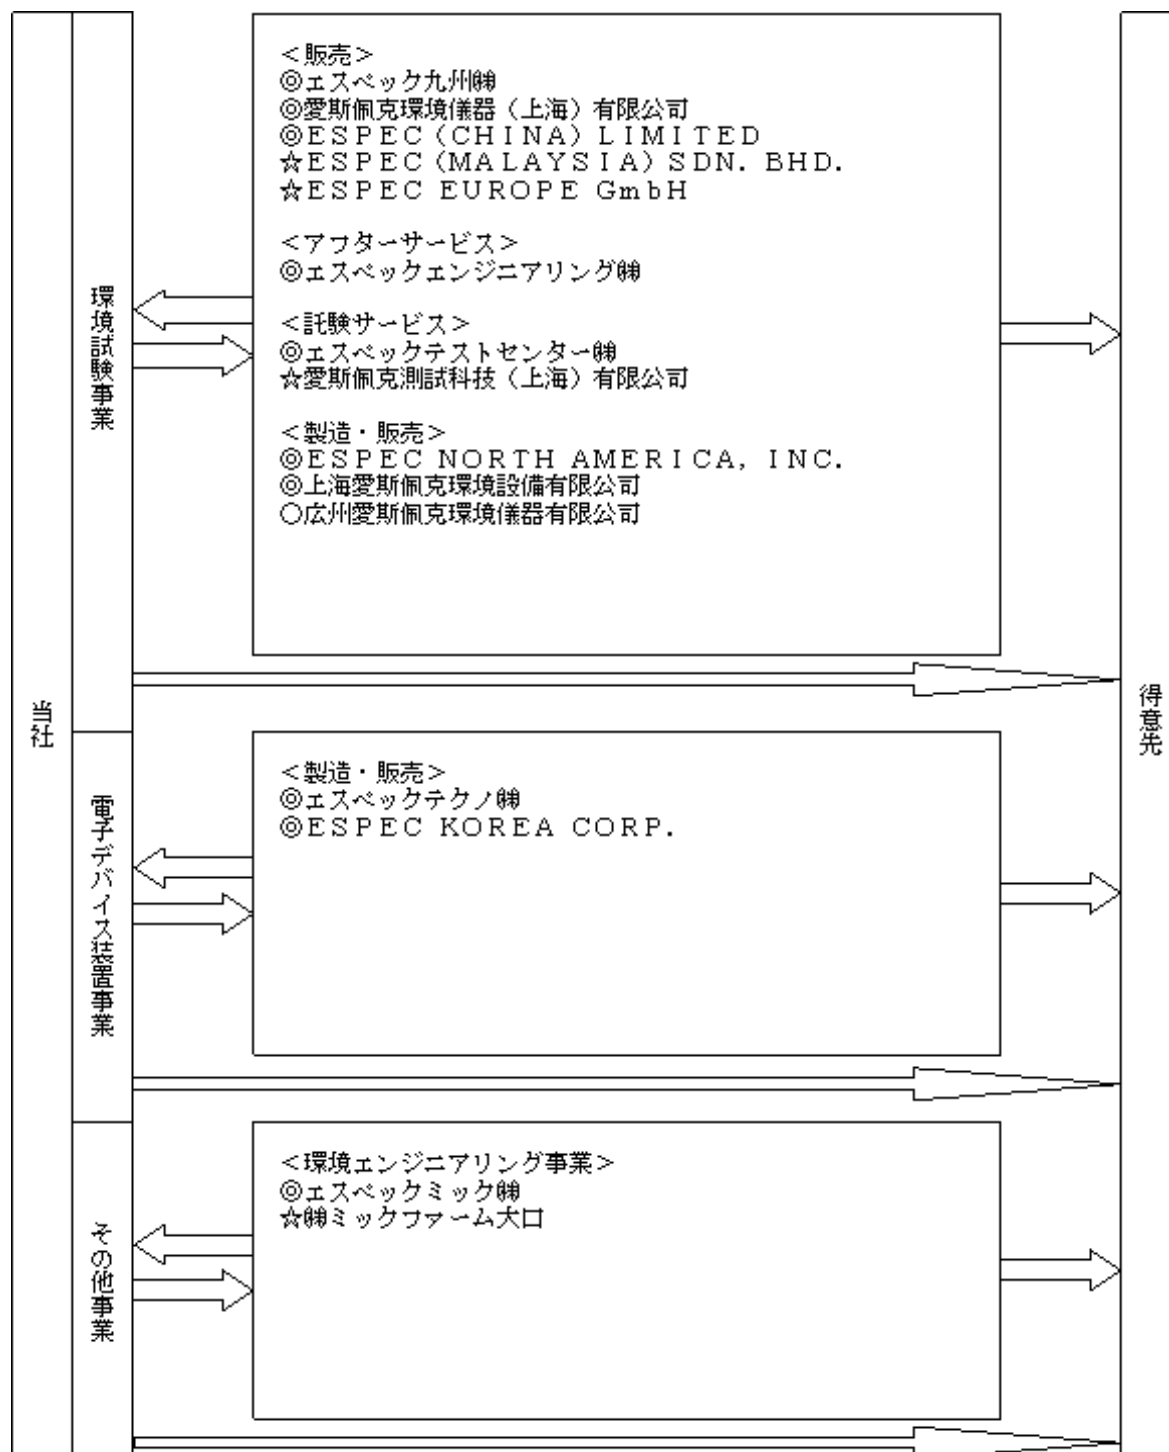 当社
環境試験事業
＜販売＞
◎エスペック九州㈱
◎愛斯佩克環境儀器（上海）有限公司
◎ＥＳＰＥＣ（ＣＨＩＮＡ）ＬＩＭＩＴＥＤ
☆ＥＳＰＥＣ（ＭＡＬＡＹＳＩＡ）ＳＤＮ．ＢＨＤ．
☆ＥＳＰＥＣ ＥＵＲＯＰＥ ＧｍｂＨ
＜アフターサービス＞
◎エスペックエンジニアリング㈱
＜託験サービス＞
◎エスペックテストセンター㈱
☆愛斯佩克測試科技（上海）有限公司
＜製造・販売＞
◎ＥＳＰＥＣ ＮＯＲＴＨ ＡＭＥＲＩＣＡ，ＩＮＣ．
◎上海愛斯佩克環境設備有限公司
○広州愛斯佩克環境儀器有限公司
電子デバイス装置事業
＜製造・販売＞
◎エスペックテクノ㈱
◎ＥＳＰＥＣ ＫＯＲＥＡ ＣＯＲＰ．
その他事業
＜環境エンジニアリング事業＞
◎エスペックミック㈱
☆㈱ミックファーム大口
得意先